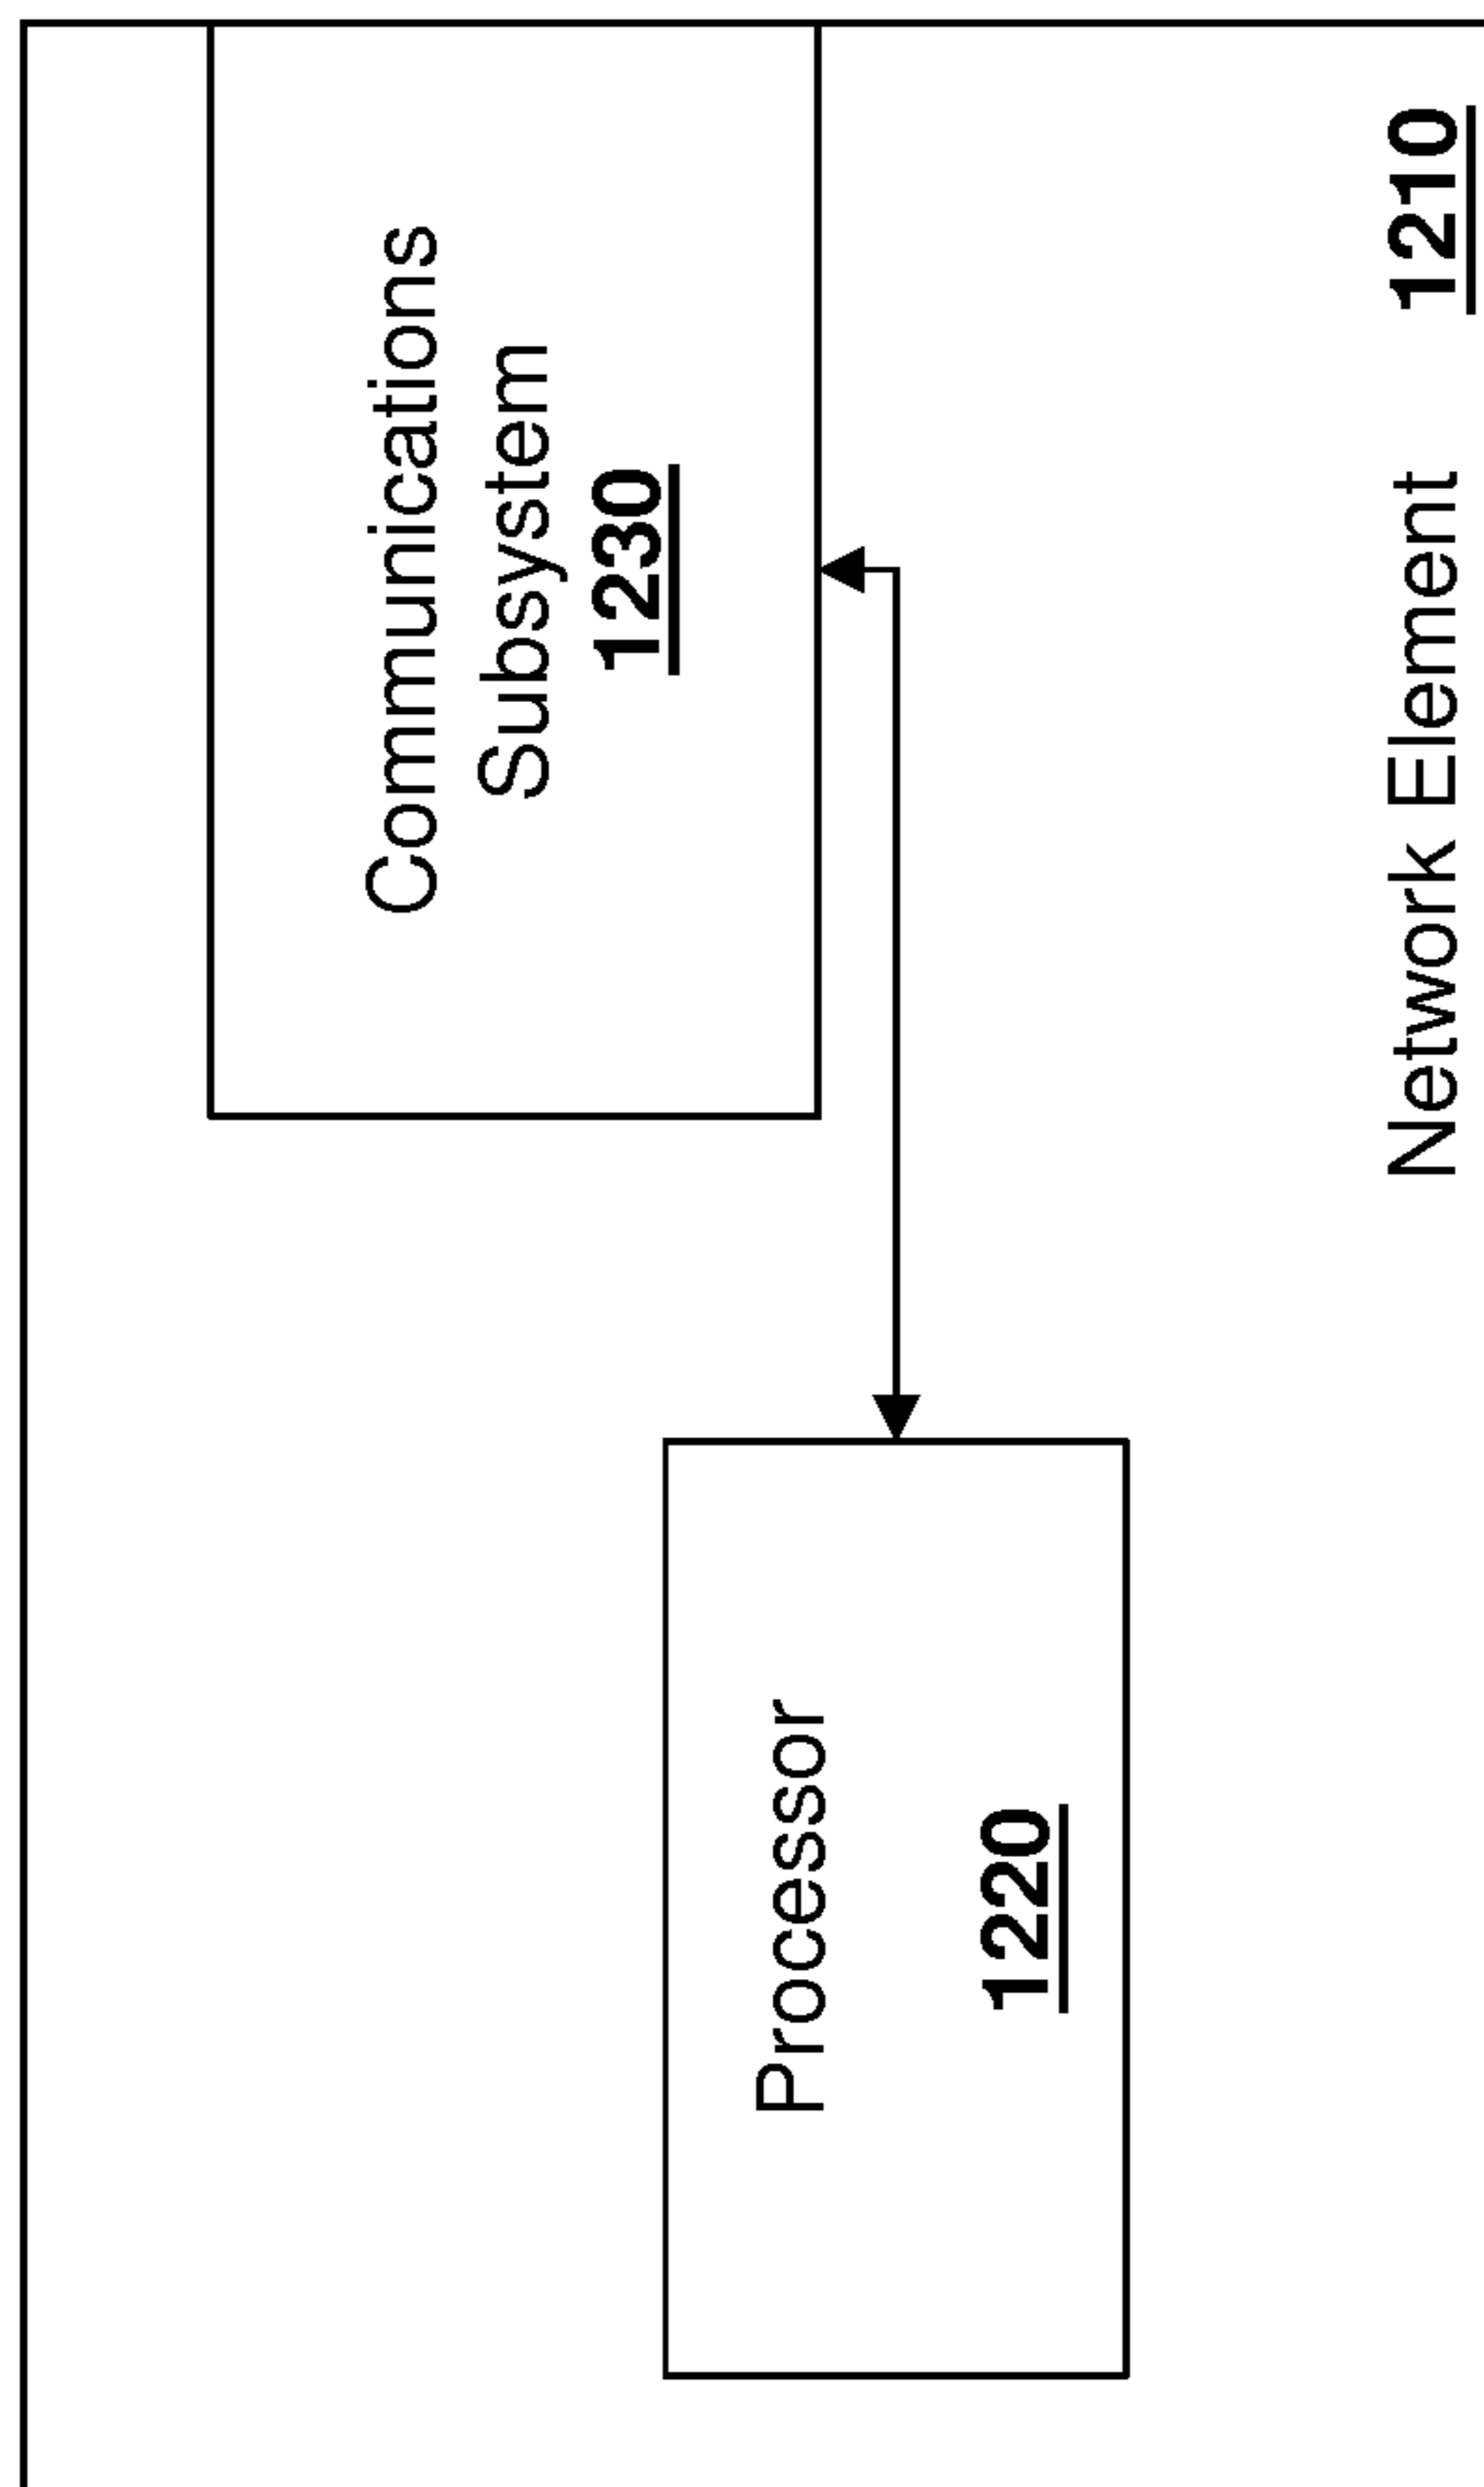 Communications
Subsystem
1230
Processor
1220
Network Element 1210